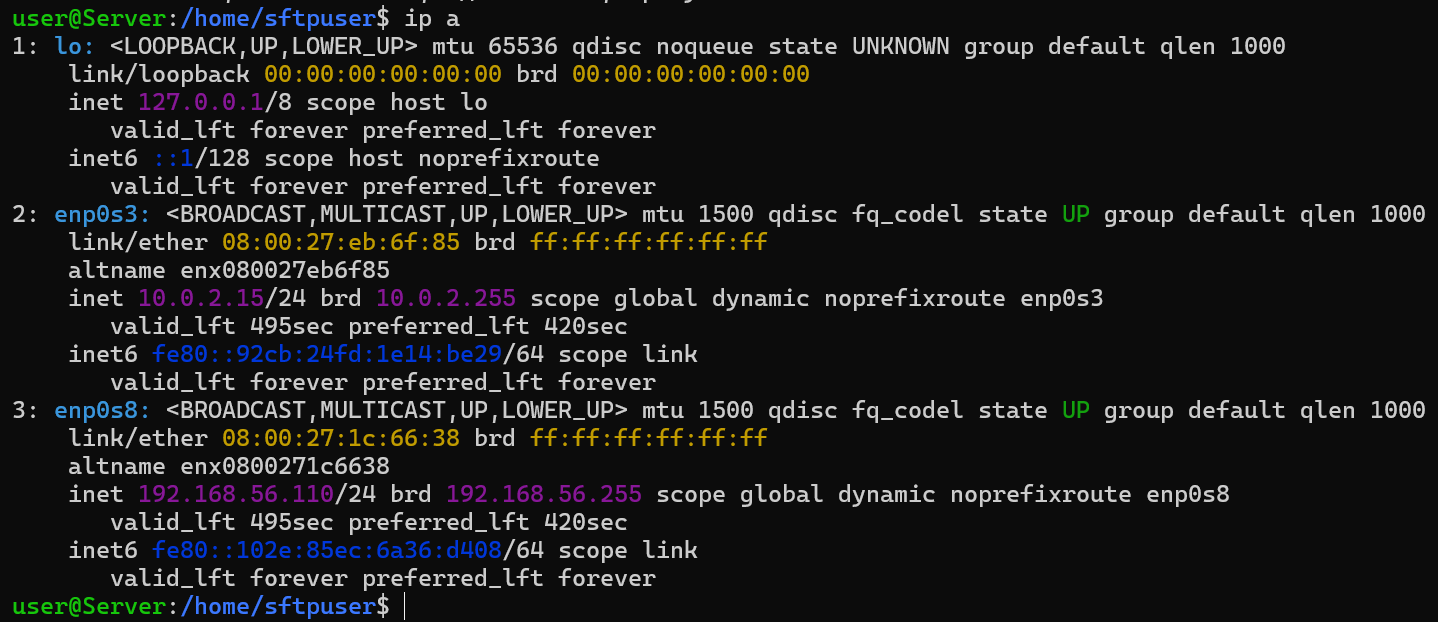 user@Server:/home/sftpuser$ ip a
1: lo: <LOOPBACK,UP,LOWER_UP> mtu 65536 qdisc noqueue state UNKNOWN group default qlen 1000
    link/loopback 00:00:00:00:00:00 brd 00:00:00:00:00:00
    inet 127.0.0.1/8 scope host lo
       valid_lft forever preferred_lft forever
    inet6 ::1/128 scope host noprefixroute
       valid_lft forever preferred_lft forever
2: enp0s3: <BROADCAST,MULTICAST,UP,LOWER_UP> mtu 1500 qdisc fq_codel state UP group default qlen 1000
    link/ether 08:00:27:eb:6f:85 brd ff:ff:ff:ff:ff:ff
    altname enx080027eb6f85
    inet 10.0.2.15/24 brd 10.0.2.255 scope global dynamic noprefixroute enp0s3
       valid_lft 495sec preferred_lft 420sec
    inet6 fe80::92cb:24fd:1e14:be29/64 scope link
       valid_lft forever preferred_lft forever
3: enp0s8: <BROADCAST,MULTICAST,UP,LOWER_UP> mtu 1500 qdisc fq_codel state UP group default qlen 1000
    link/ether 08:00:27:1c:66:38 brd ff:ff:ff:ff:ff:ff
    altname enx0800271c6638
    inet 192.168.56.110/24 brd 192.168.56.255 scope global dynamic noprefixroute enp0s8
       valid_lft 495sec preferred_lft 420sec
    inet6 fe80::102e:85ec:6a36:d408/64 scope link
       valid_lft forever preferred_lft forever
user@Server:/home/sftpuser$